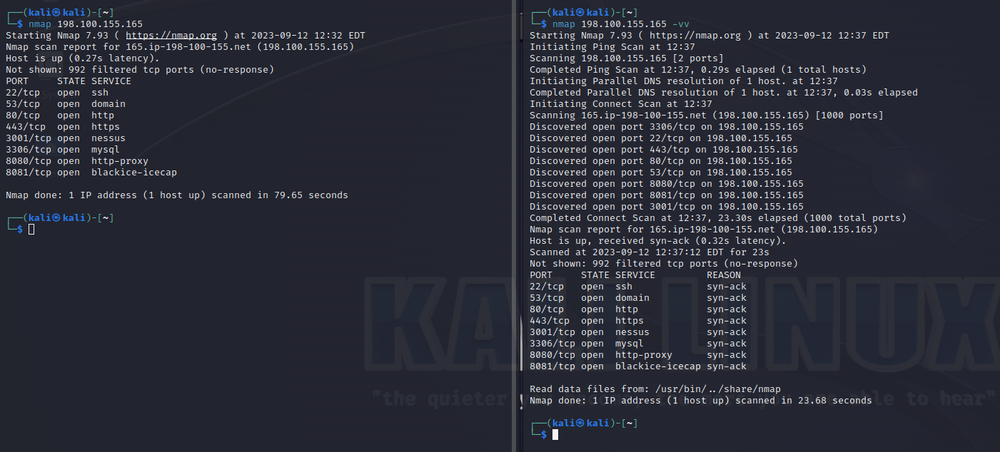 ┌──(kali㉿kali)-[~]
└─$ nmap 198.100.155.165
Starting Nmap 7.93 ( https://nmap.org ) at 2023-09-12 12:32 EDT
Nmap scan report for 165.ip-198-100-155.net (198.100.155.165)
Host is up (0.27s latency).
Not shown: 992 filtered tcp ports (no-response)
PORT     STATE SERVICE
22/tcp   open  ssh
53/tcp   open  domain
80/tcp   open  http
443/tcp  open  https
3001/tcp open  nessus
3306/tcp open  mysql
8080/tcp open  http-proxy
8081/tcp open  blackice-icecap
Nmap done: 1 IP address (1 host up) scanned in 79.65 seconds
┌──(kali㉿kali)-[~]
└─$
┌──(kali㉿kali)-[~]
└─$ nmap 198.100.155.165 -vv
Starting Nmap 7.93 ( https://nmap.org ) at 2023-09-12 12:37 EDT
Initiating Ping Scan at 12:37
Scanning 198.100.155.165 [2 ports]
Completed Ping Scan at 12:37, 0.29s elapsed (1 total hosts)
Initiating Parallel DNS resolution of 1 host. at 12:37
Completed Parallel DNS resolution of 1 host. at 12:37, 0.03s elapsed
Initiating Connect Scan at 12:37
Scanning 165.ip-198-100-155.net (198.100.155.165) [1000 ports]
Discovered open port 3306/tcp on 198.100.155.165
Discovered open port 22/tcp on 198.100.155.165
Discovered open port 443/tcp on 198.100.155.165
Discovered open port 80/tcp on 198.100.155.165
Discovered open port 53/tcp on 198.100.155.165
Discovered open port 8080/tcp on 198.100.155.165
Discovered open port 8081/tcp on 198.100.155.165
Discovered open port 3001/tcp on 198.100.155.165
Completed Connect Scan at 12:37, 23.30s elapsed (1000 total ports)
Nmap scan report for 165.ip-198-100-155.net (198.100.155.165)
Host is up, received syn-ack (0.32s latency).
Scanned at 2023-09-12 12:37:12 EDT for 23s
Not shown: 992 filtered tcp ports (no-response)
PORT     STATE SERVICE         REASON
22/tcp   open  ssh             syn-ack
53/tcp   open  domain          syn-ack
80/tcp   open  http            syn-ack
443/tcp  open  https           syn-ack
3001/tcp open  nessus          syn-ack
3306/tcp open  mysql           syn-ack
8080/tcp open  http-proxy      syn-ack
8081/tcp open  blackice-icecap syn-ack
Read data files from: /usr/bin/../share/nmap
Nmap done: 1 IP address (1 host up) scanned in 23.68 seconds
┌──(kali㉿kali)-[~]
└─$
KALI LINUX
"the quieter you become, the more you are able to hear"